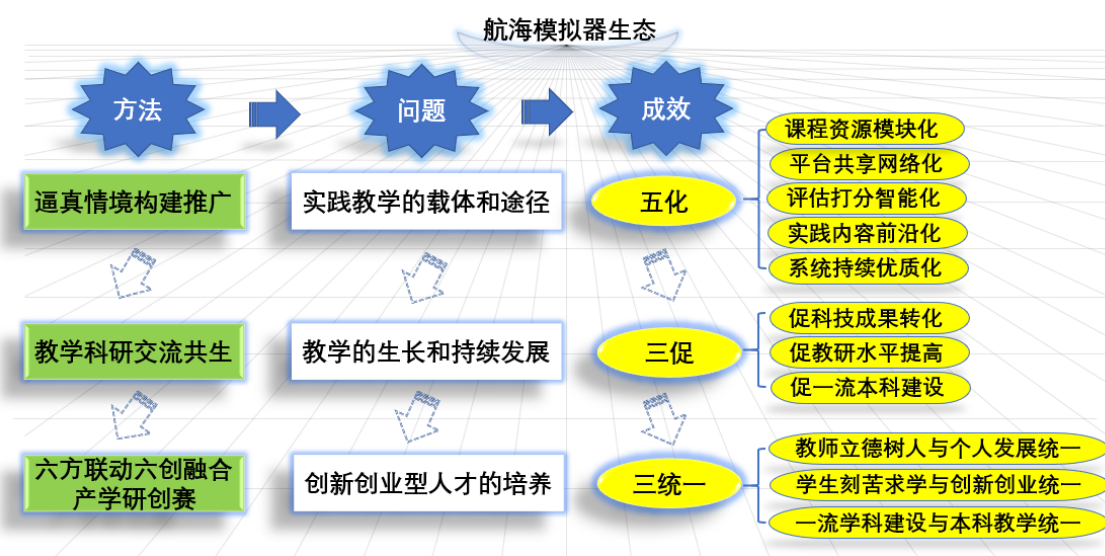 航海模拟器生态
方法
问题
成效
逼真情境构建推广
实践教学的载体和途径
五化
课程资源模块化
平台共享网络化
评估打分智能化
实践内容前沿化
系统持续优质化
教学科研交流共生
教学的生长和持续发展
三促
促科技成果转化
促教研水平提高
促一流本科建设
六方联动六创融合
产学研创赛
创新创业型人才的培养
三统一
教师立德树人与个人发展统一
学生刻苦求学与创新创业统一
一流学科建设与本科教学统一